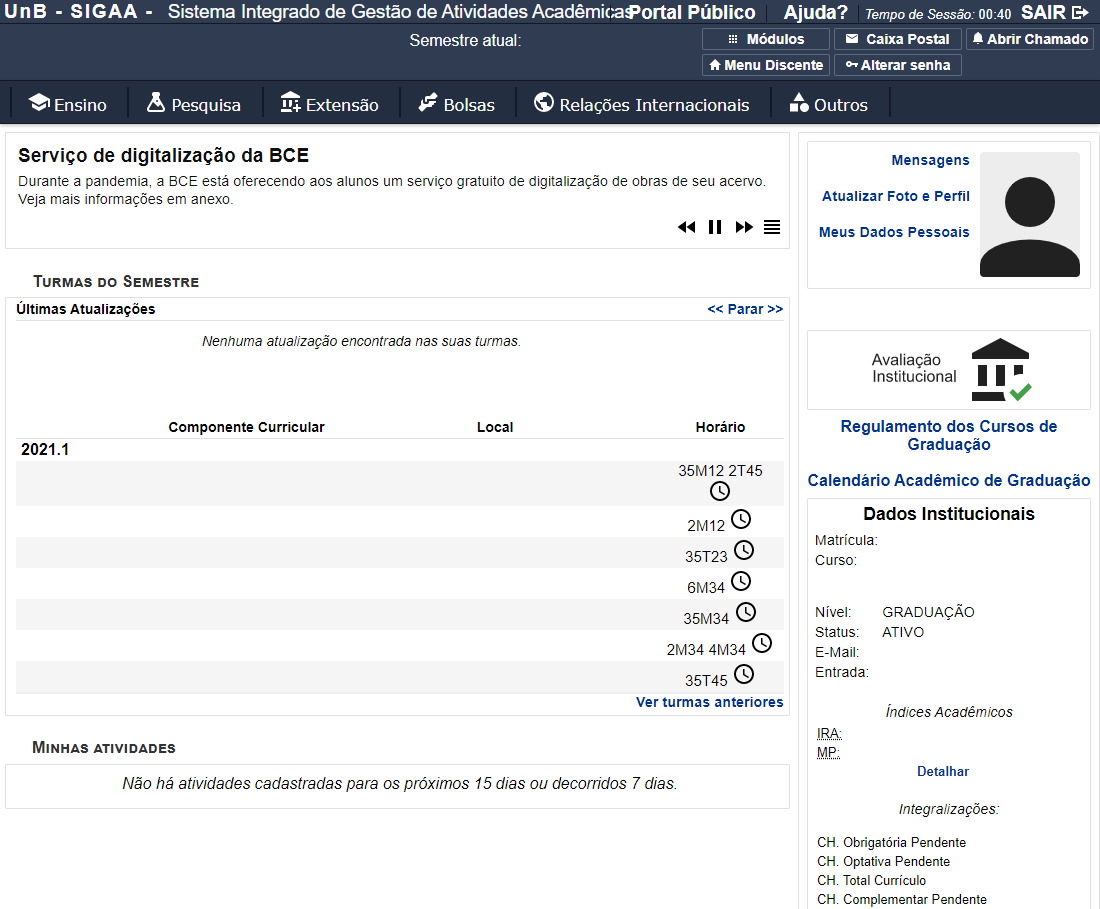 UnB - SIGAA - Sistema Integrado de Gestão de Atividades Acadêmicas
Portal Público
Ajuda?
Tempo de Sessão: 00:40
SAIR
Semestre atual:
Módulos
Caixa Postal
Abrir Chamado
Menu Discente
Alterar senha
Ensino
Pesquisa
Extensão
Bolsas
Relações Internacionais
Outros
Serviço de digitalização da BCE
Durante a pandemia, a BCE está oferecendo aos alunos um serviço gratuito de digitalização de obras de seu acervo.
Veja mais informações em anexo.
Turmas do Semestre
Últimas Atualizações
<< Parar >>
Nenhuma atualização encontrada nas suas turmas.
Componente Curricular
Local
Horário
2021.1
35M12 2T45
2M12
35T23
6M34
35M34
2M34 4M34
35T45
Ver turmas anteriores
Minhas atividades
Não há atividades cadastradas para os próximos 15 dias ou decorridos 7 dias.
Mensagens
Atualizar Foto e Perfil
Meus Dados Pessoais
Avaliação
Institucional
Regulamento dos Cursos de
Graduação
Calendário Acadêmico de Graduação
Dados Institucionais
Matrícula:
Curso:
Nível: GRADUAÇÃO
Status: ATIVO
E-Mail:
Entrada:
Índices Acadêmicos
IRA:
MP:
Detalhar
Integralizações:
CH. Obrigatória Pendente
CH. Optativa Pendente
CH. Total Currículo
CH. Complementar Pendente